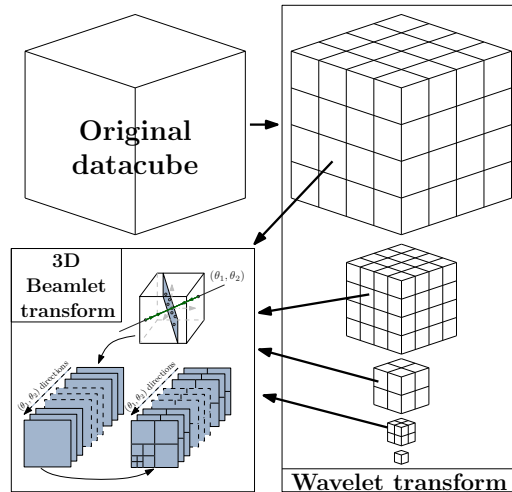 Original
datacube
3D
Beamlet
transform
(θ₁, θ₂)
(θ₁, θ₂) directions
(θ₁, θ₂) directions
Wavelet transform